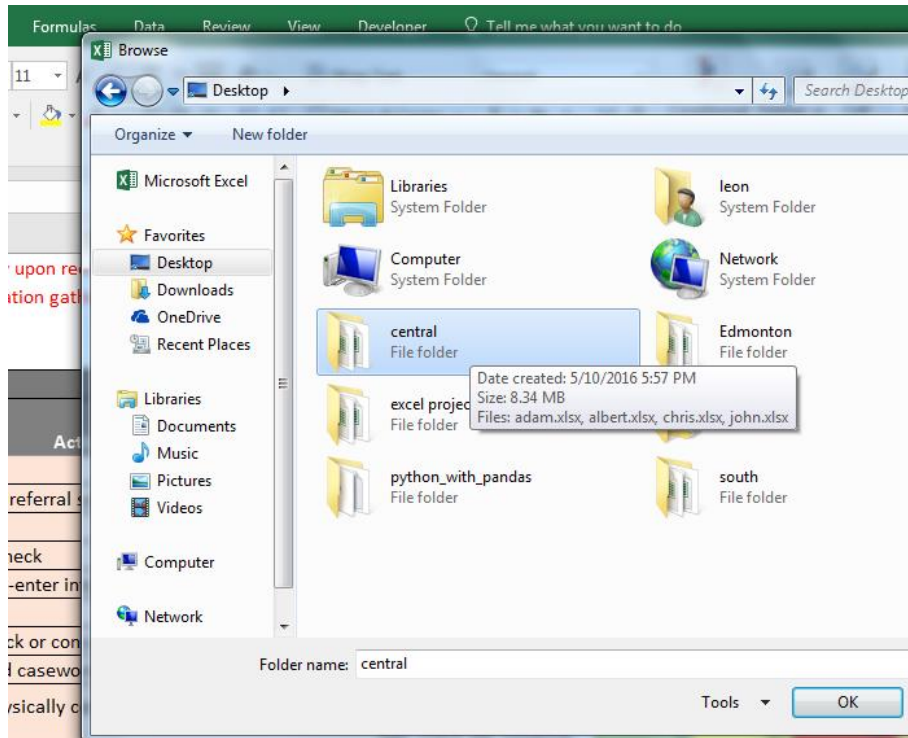 Formulas Data Review View Developer Tell me what you want to do
Browse
11
Desktop
Search Desktop
Organize New folder
Microsoft Excel
Favorites
Desktop
Downloads
OneDrive
Recent Places
Libraries
Documents
Music
Pictures
Videos
Computer
Network
Libraries
System Folder
leon
System Folder
Computer
System Folder
Network
System Folder
central
File folder
Edmonton
File folder
Date created: 5/10/2016 5:57 PM
Size: 8.34 MB
Files: adam.xlsx, albert.xlsx, chris.xlsx, john.xlsx
excel projec
File folder
python_with_pandas
File folder
south
File folder
upon re
ation gath
Act
referral s
heck
-enter in
ck or con
d casewo
ysically c
Folder name: central
Tools OK